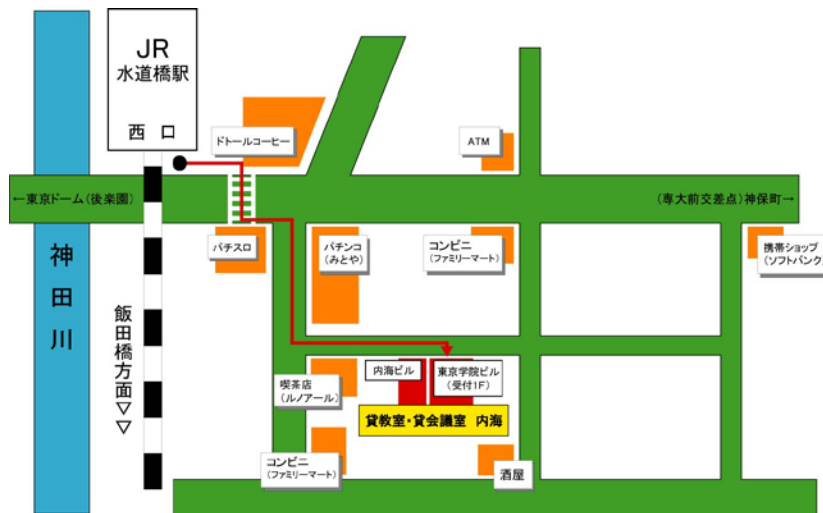 JR
水道橋駅
西 口
ドトールコーヒー
ATM
←東京ドーム(後楽園)
(専大前交差点)神保町→
パチスロ
パチンコ
(みとや)
コンビニ
(ファミリーマート)
携帯ショップ
(ソフトバンク)
神田川
飯田橋方面▽▽
内海ビル
東京学院ビル
(受付1F)
喫茶店
(ルノアール)
貸教室・貸会議室 内海
コンビニ
(ファミリーマート)
酒屋